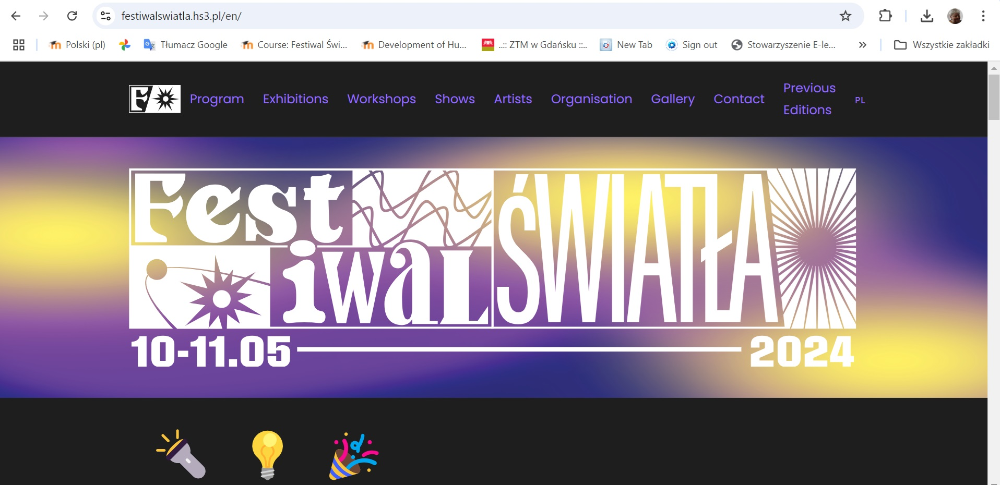 festiwalswiatla.hs3.pl/en/
Polski (pl) Tłumacz Google Course: Festiwal Świ... Development of Hu... ..:: ZTM w Gdańsku ::.. New Tab Sign out Stowarzyszenie E-le... » Wszystkie zakładki
F Program Exhibitions Workshops Shows Artists Organisation Gallery Contact Previous Editions PL
Fest
iwal ŚWIATŁA
10-11.05 2024